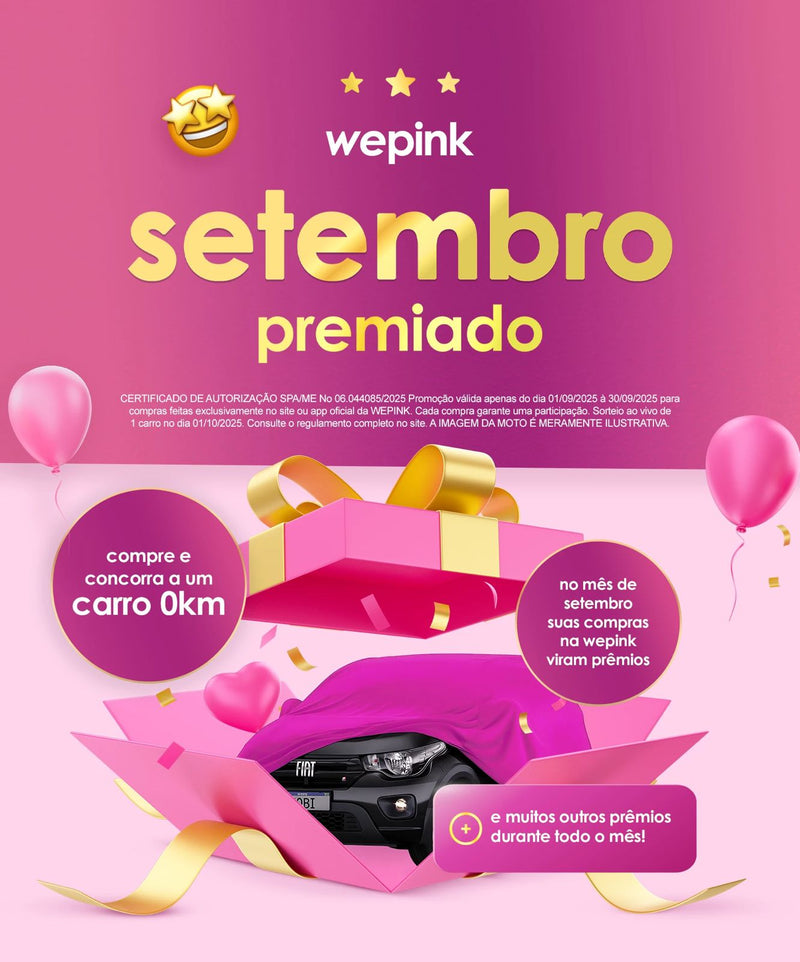 wepink
setembro
premiado
CERTIFICADO DE AUTORIZAÇÃO SPA/ME No 06.044085/2025 Promoção válida apenas do dia 01/09/2025 à 30/09/2025 para
compras feitas exclusivamente no site ou app oficial da WEPINK. Cada compra garante uma participação. Sorteio ao vivo de
1 carro no dia 01/10/2025. Consulte o regulamento completo no site. A IMAGEM DA MOTO É MERAMENTE ILUSTRATIVA.
compre e
concorra a um
carro 0km
no mês de
setembro
suas compras
na wepink
viram prêmios
FIAT
OBI
+
e muitos outros prêmios
durante todo o mês!